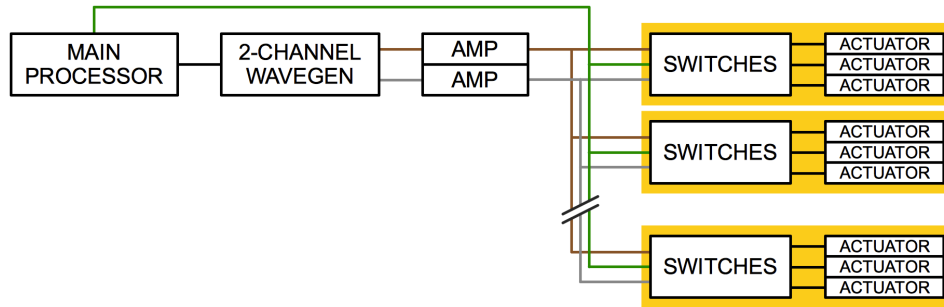 MAIN
PROCESSOR
2-CHANNEL
WAVEGEN
AMP
AMP
SWITCHES
ACTUATOR
ACTUATOR
ACTUATOR
SWITCHES
ACTUATOR
ACTUATOR
ACTUATOR
SWITCHES
ACTUATOR
ACTUATOR
ACTUATOR